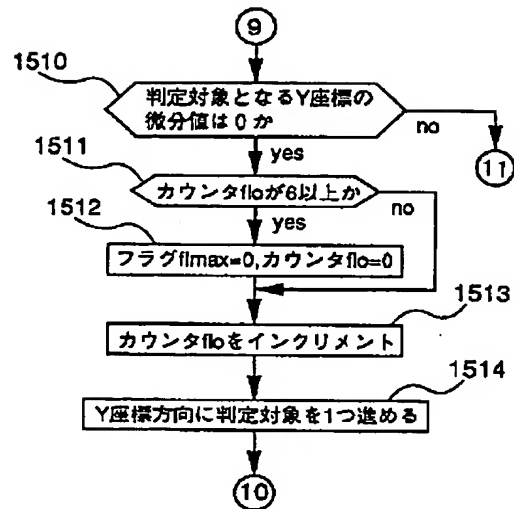 9
1510
判定対象となるY座標の
微分値は0か
no
yes
11
1511
カウンタfloが6以上か
no
yes
1512
フラグflmax=0,カウンタflo=0
1513
カウンタfloをインクリメント
1514
Y座標方向に判定対象を1つ進める
10